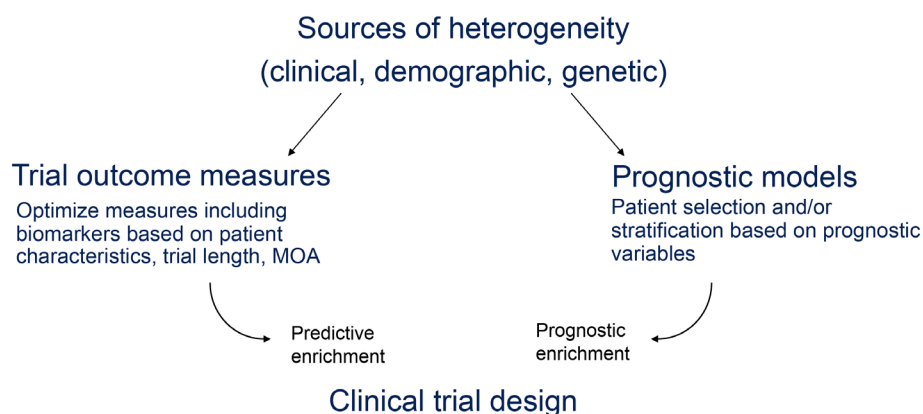 Sources of heterogeneity
(clinical, demographic, genetic)
Trial outcome measures
Optimize measures including
biomarkers based on patient
characteristics, trial length, MOA
Prognostic models
Patient selection and/or
stratification based on prognostic
variables
Predictive
enrichment
Prognostic
enrichment
Clinical trial design